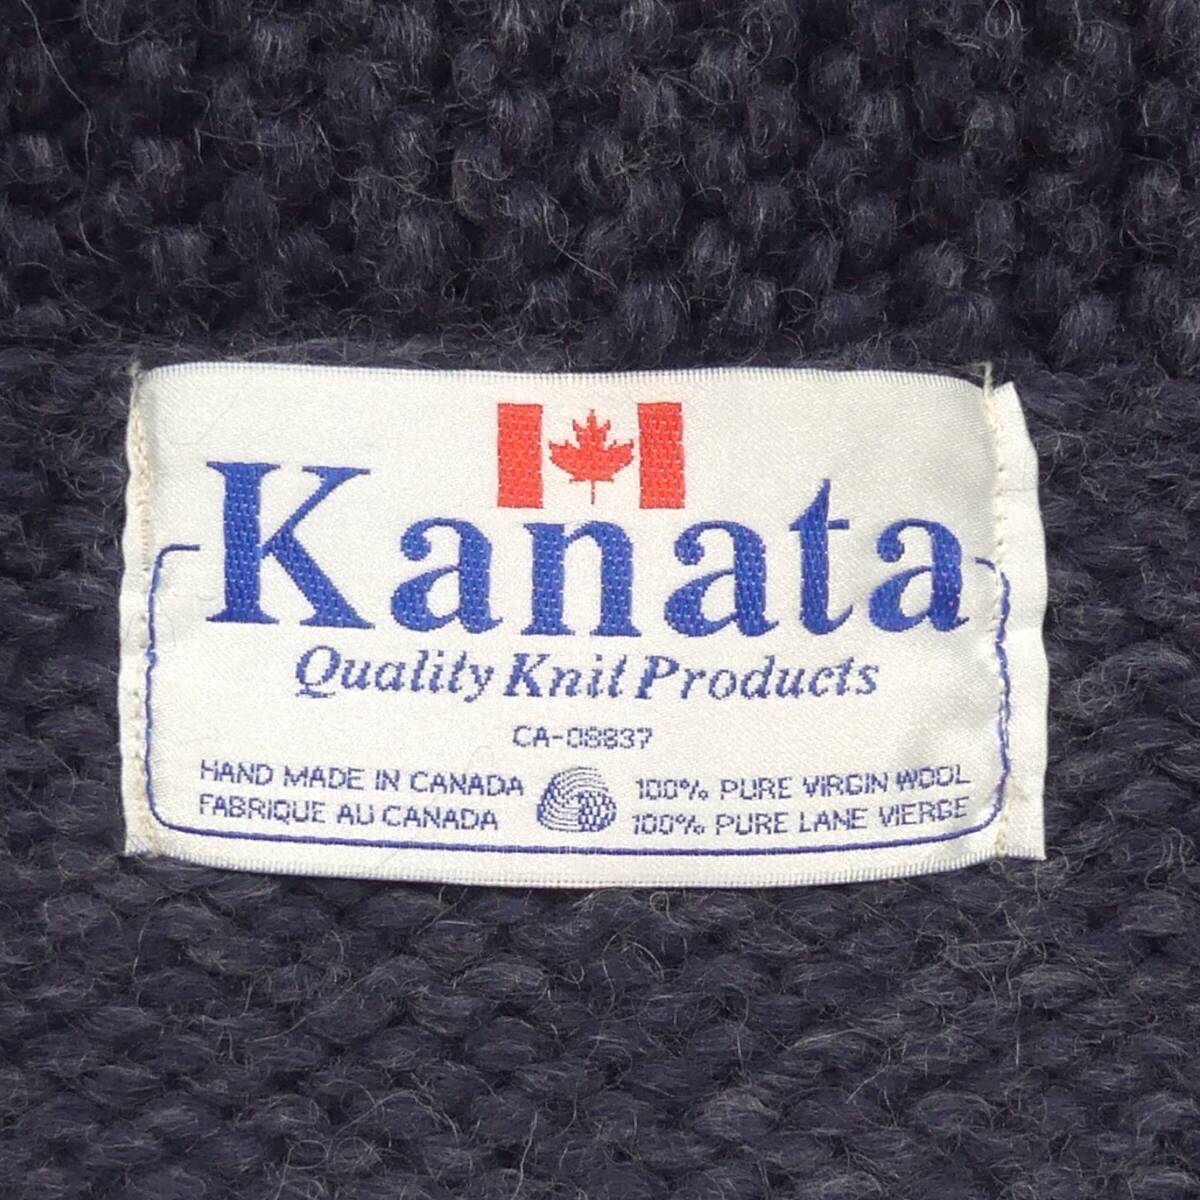 Kanata
Quality Knit Products
CA-08837
HAND MADE IN CANADA
FABRIQUE AU CANADA
100% PURE VIRGIN WOOL
100% PURE LANE VIERGE